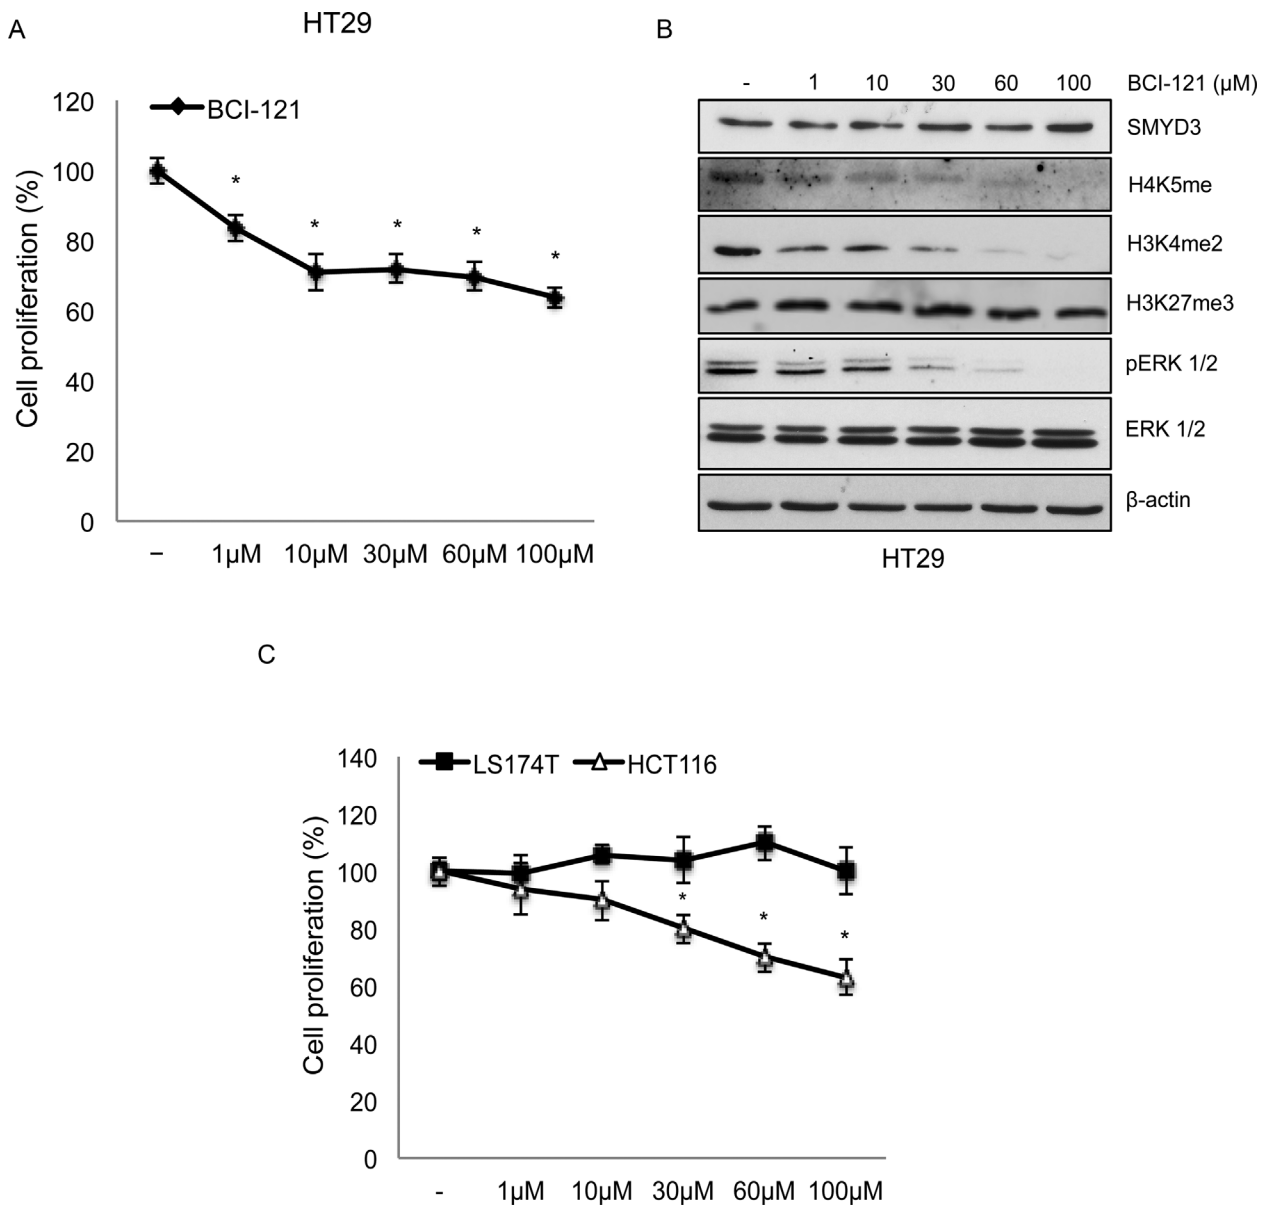 A
HT29
120
100
80
60
40
20
0
Cell proliferation (%)
BCI-121
*
*
*
*
*
– 1µM 10µM 30µM 60µM 100µM
B
- 1 10 30 60 100 BCI-121 (µM)
SMYD3
H4K5me
H3K4me2
H3K27me3
pERK 1/2
ERK 1/2
β-actin
HT29
C
140
120
100
80
60
40
20
0
Cell proliferation (%)
LS174T HCT116
*
*
*
- 1µM 10µM 30µM 60µM 100µM